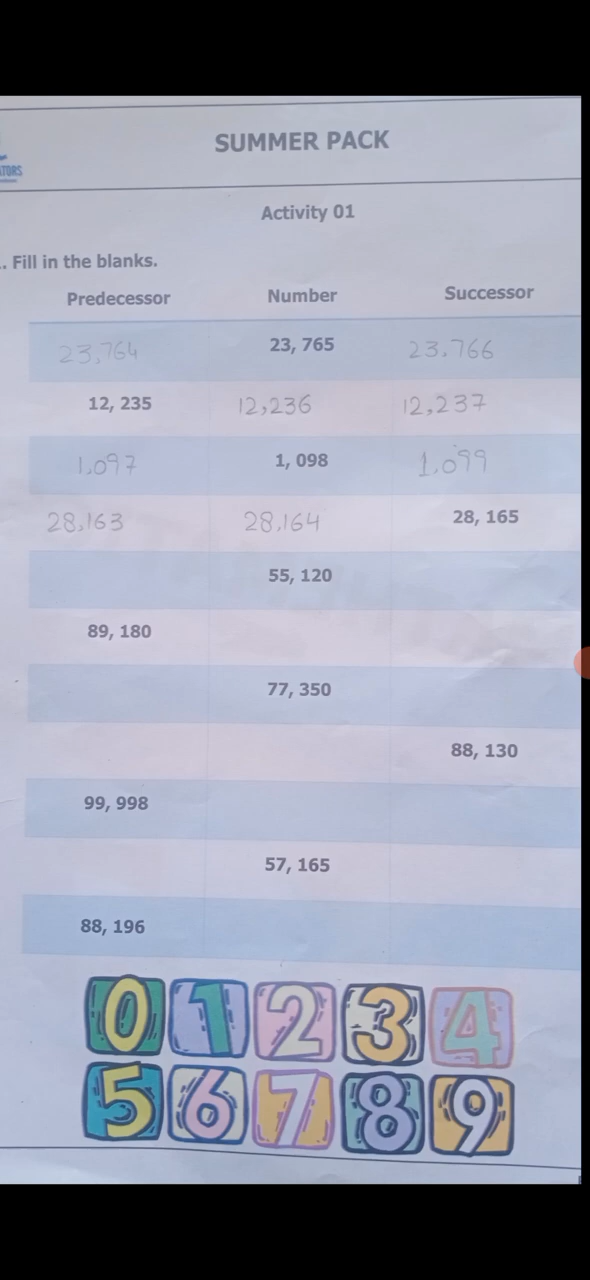 SUMMER PACK
Activity 01
. Fill in the blanks.
Predecessor Number Successor
23,764 23, 765 23.766
12, 235 12,236 12,237
1,097 1, 098 1.099
28,163 28,164 28, 165
55, 120
89, 180
77, 350
88, 130
99, 998
57, 165
88, 196
0 1 2 3 4
5 6 7 8 9